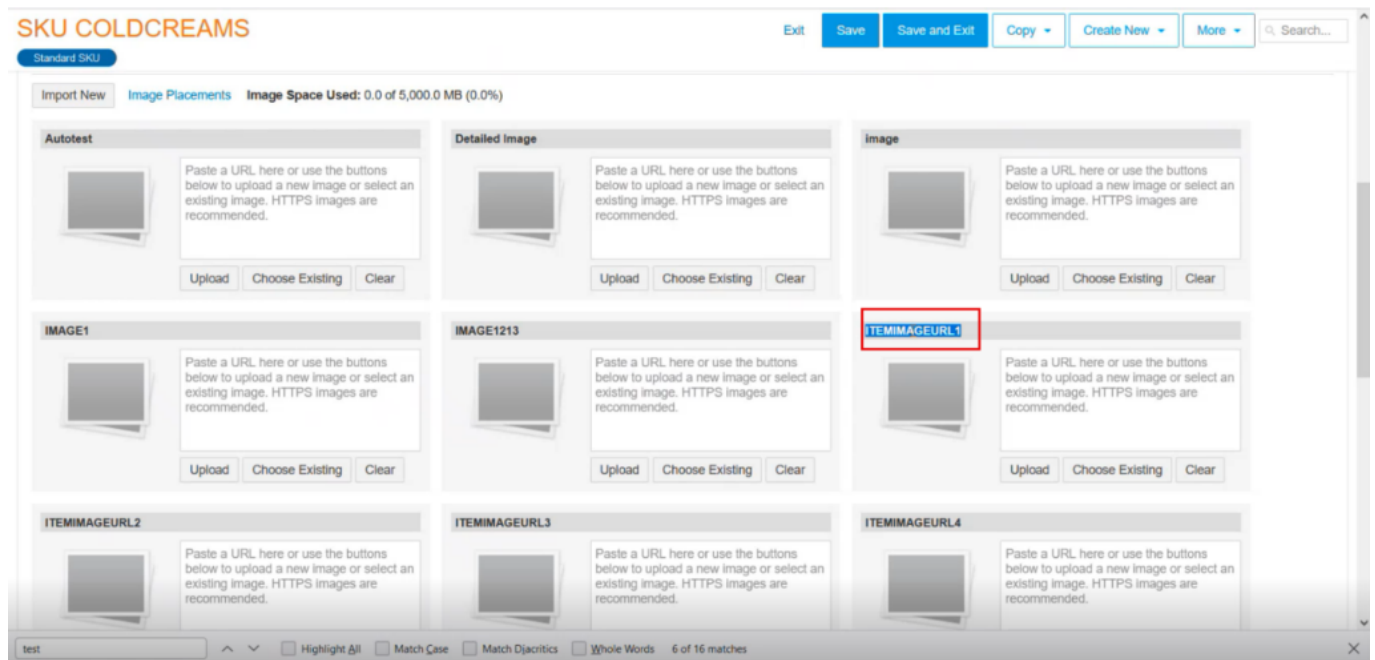 SKU COLDCREAMS
Exit Save Save and Exit Copy Create New More Search...
Standard SKU
Import New Image Placements Image Space Used: 0.0 of 5,000.0 MB (0.0%)
Autotest
Paste a URL here or use the buttons
below to upload a new image or select an
existing image. HTTPS images are
recommended.
Upload Choose Existing Clear
Detailed Image
Paste a URL here or use the buttons
below to upload a new image or select an
existing image. HTTPS images are
recommended.
Upload Choose Existing Clear
image
Paste a URL here or use the buttons
below to upload a new image or select an
existing image. HTTPS images are
recommended.
Upload Choose Existing Clear
IMAGE1
Paste a URL here or use the buttons
below to upload a new image or select an
existing image. HTTPS images are
recommended.
Upload Choose Existing Clear
IMAGE1213
Paste a URL here or use the buttons
below to upload a new image or select an
existing image. HTTPS images are
recommended.
Upload Choose Existing Clear
ITEMIMAGEURL1
Paste a URL here or use the buttons
below to upload a new image or select an
existing image. HTTPS images are
recommended.
Upload Choose Existing Clear
ITEMIMAGEURL2
Paste a URL here or use the buttons
below to upload a new image or select an
existing image. HTTPS images are
recommended.
ITEMIMAGEURL3
Paste a URL here or use the buttons
below to upload a new image or select an
existing image. HTTPS images are
recommended.
ITEMIMAGEURL4
Paste a URL here or use the buttons
below to upload a new image or select an
existing image. HTTPS images are
recommended.
test Highlight All Match Case Match Diacritics Whole Words 6 of 16 matches